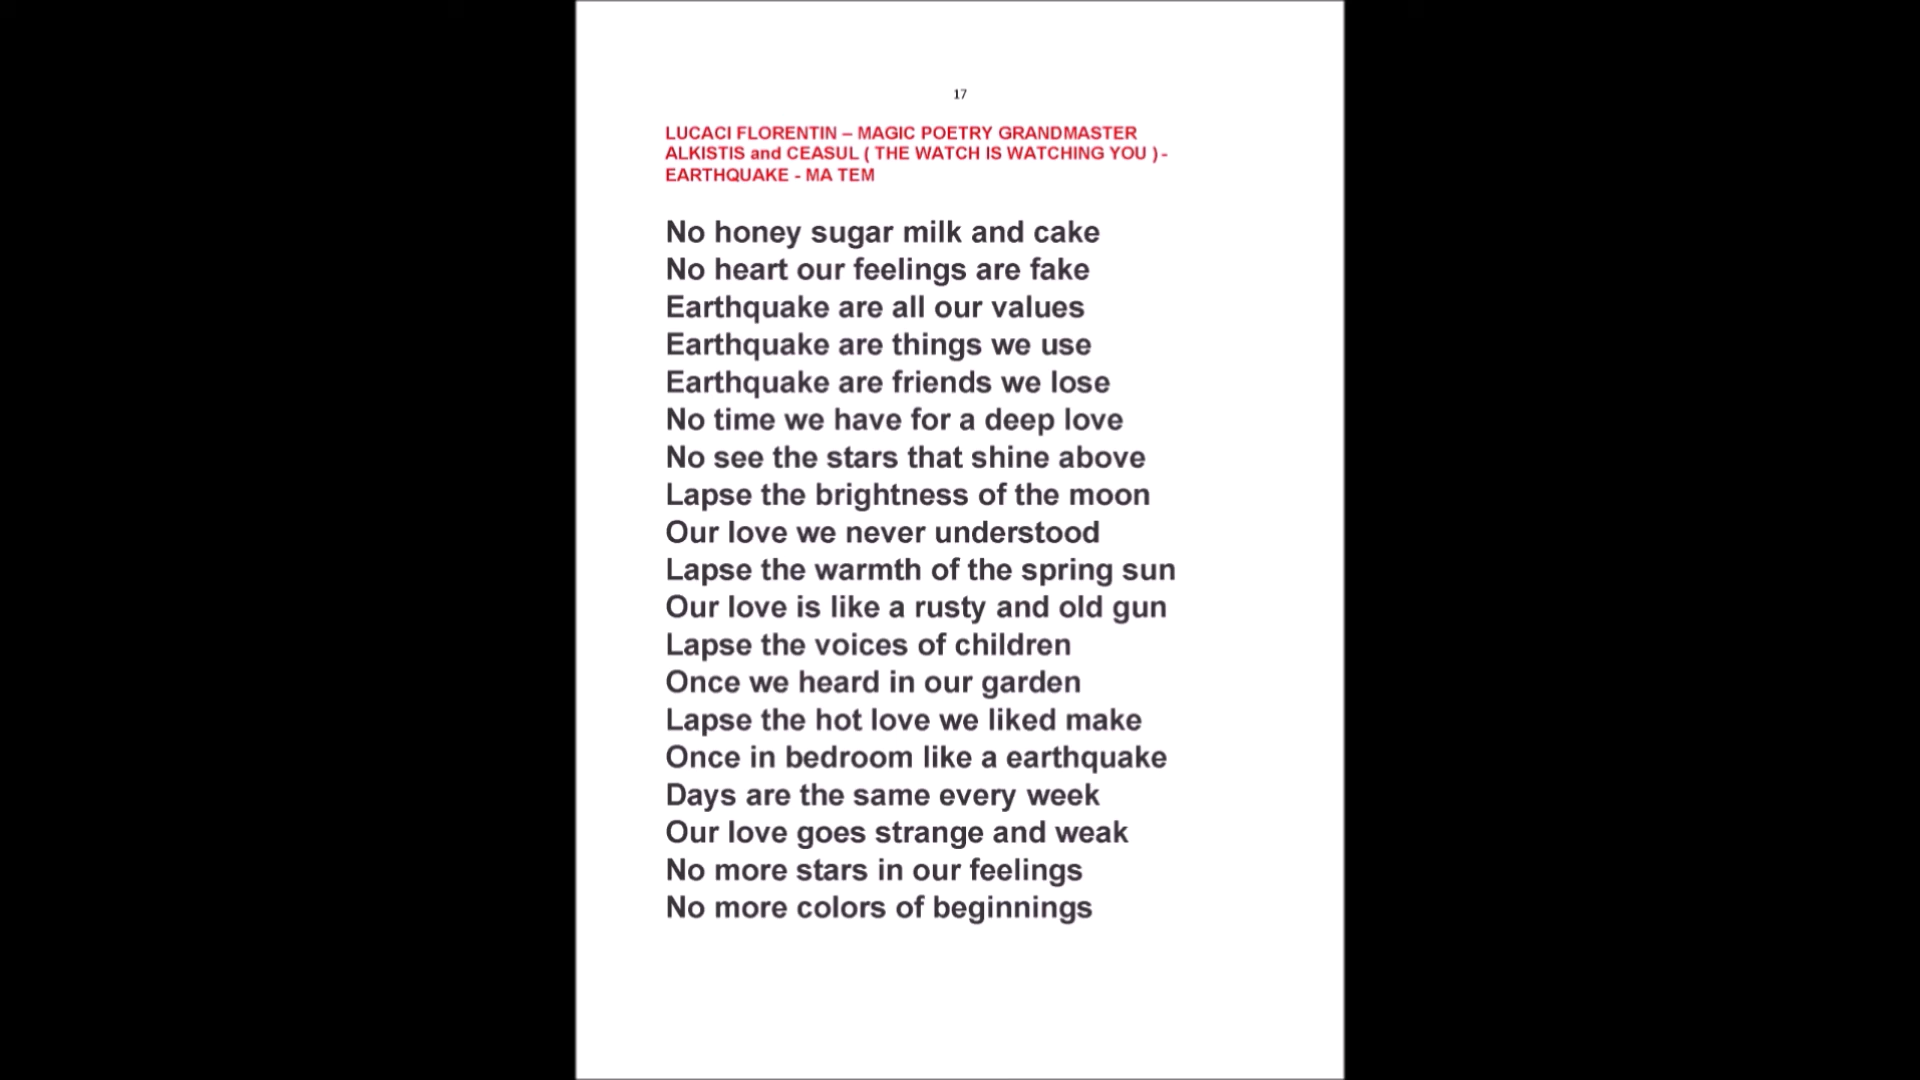 17
LUCACI FLORENTIN – MAGIC POETRY GRANDMASTER
ALKISTIS and CEASUL ( THE WATCH IS WATCHING YOU ) -
EARTHQUAKE - MA TEM
No honey sugar milk and cake
No heart our feelings are fake
Earthquake are all our values
Earthquake are things we use
Earthquake are friends we lose
No time we have for a deep love
No see the stars that shine above
Lapse the brightness of the moon
Our love we never understood
Lapse the warmth of the spring sun
Our love is like a rusty and old gun
Lapse the voices of children
Once we heard in our garden
Lapse the hot love we liked make
Once in bedroom like a earthquake
Days are the same every week
Our love goes strange and weak
No more stars in our feelings
No more colors of beginnings